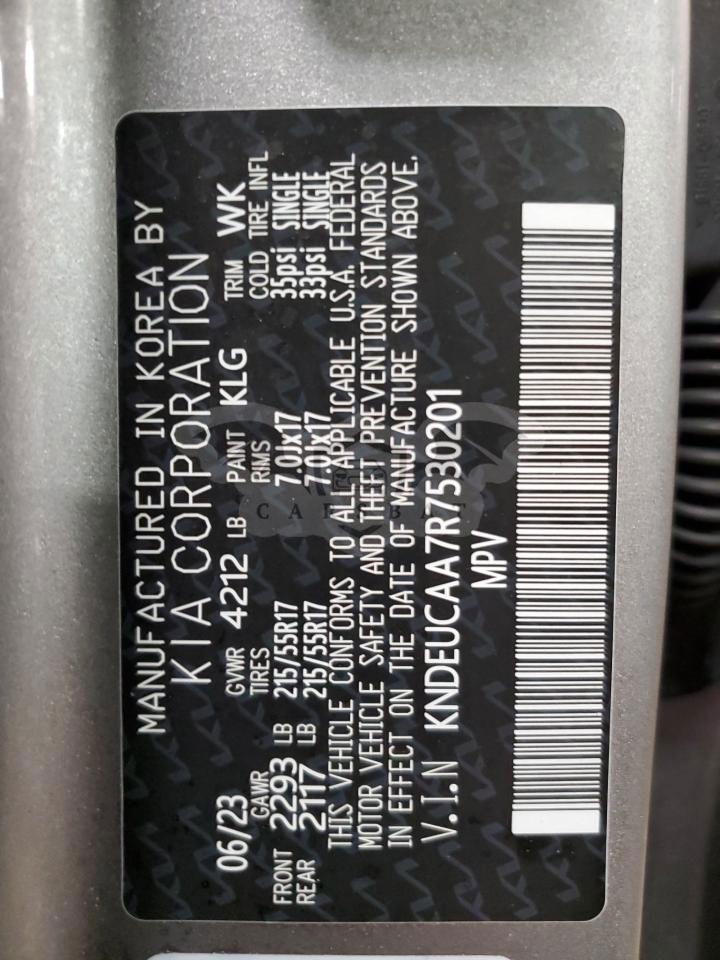 MANUFACTURED IN KOREA BY
KIA CORPORATION
06/23 GVWR 4212 LB PAINT KLG TRIM WK
GAWR TIRES RIMS COLD TIRE INFL
FRONT 2293 LB 215/55R17 7.0Jx17 35psi SINGLE
REAR 2117 LB 215/55R17 7.0Jx17 33psi SINGLE
THIS VEHICLE CONFORMS TO ALL APPLICABLE U.S.A. FEDERAL
MOTOR VEHICLE SAFETY AND THEFT PREVENTION STANDARDS
IN EFFECT ON THE DATE OF MANUFACTURE SHOWN ABOVE.
V.I.N KNDEUCAA7R7530201
MPV